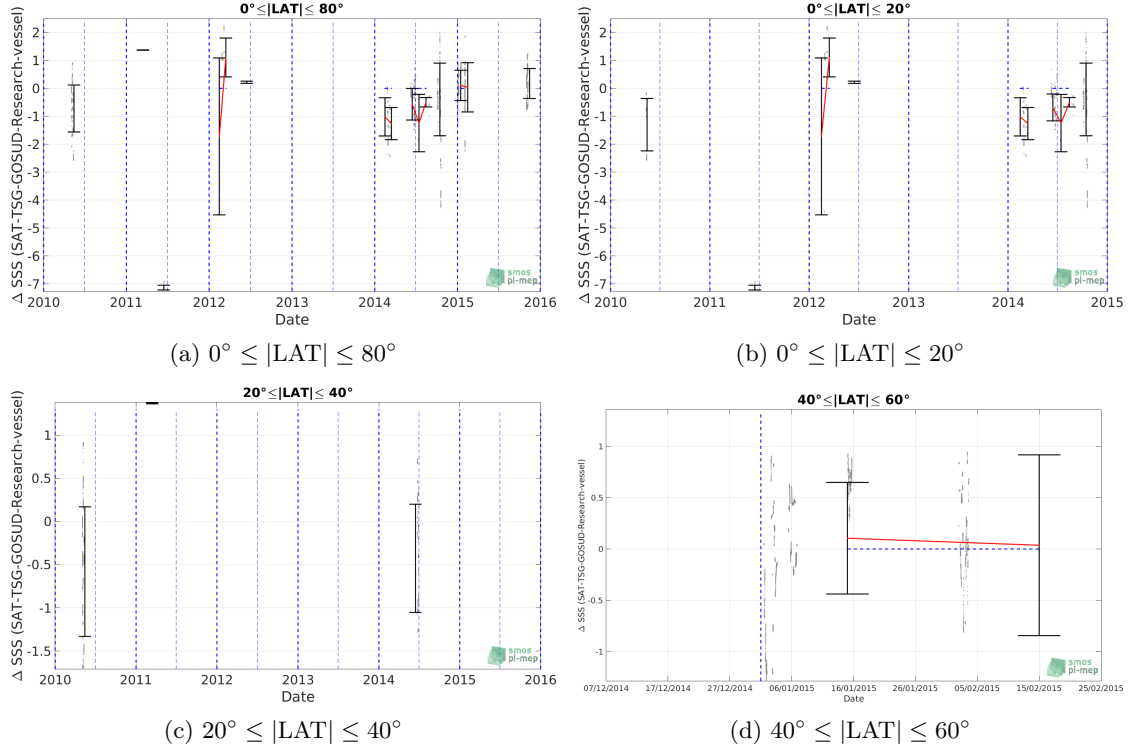 0°≤|LAT|≤ 80°
Δ SSS (SAT-TSG-GOSUD-Research-vessel)
2
1
0
-1
-2
-3
-4
-5
-6
-7
2010 2011 2012 2013 2014 2015 2016
Date
smos
pi-mep
(a) 0° ≤ |LAT| ≤ 80°
0°≤|LAT|≤ 20°
Δ SSS (SAT-TSG-GOSUD-Research-vessel)
2
1
0
-1
-2
-3
-4
-5
-6
-7
2010 2011 2012 2013 2014 2015
Date
smos
pi-mep
(b) 0° ≤ |LAT| ≤ 20°
20°≤|LAT|≤ 40°
Δ SSS (SAT-TSG-GOSUD-Research-vessel)
1
0.5
0
-0.5
-1
-1.5
2010 2011 2012 2013 2014 2015 2016
Date
smos
pi-mep
(c) 20° ≤ |LAT| ≤ 40°
40°≤|LAT|≤ 60°
Δ SSS (SAT-TSG-GOSUD-Research-vessel)
1
0.5
0
-0.5
-1
07/12/2014 17/12/2014 27/12/2014 06/01/2015 16/01/2015 26/01/2015 05/02/2015 15/02/2015 25/02/2015
Date
smos
pi-mep
(d) 40° ≤ |LAT| ≤ 60°